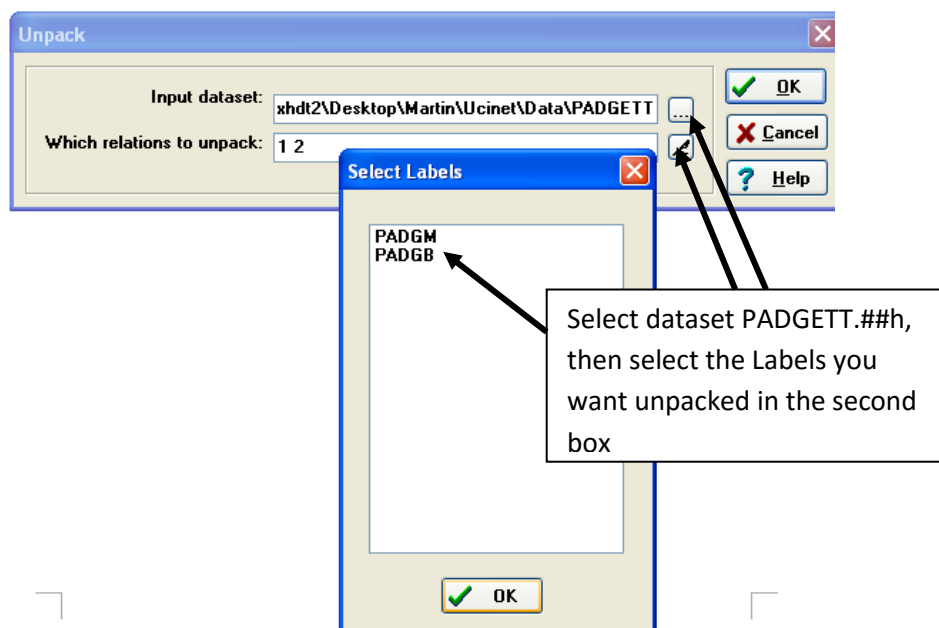 Unpack
Input dataset: xhdt2\Desktop\Martin\Ucinet\Data\PADGETT ...
OK
Which relations to unpack: 1 2
Cancel
Help
Select Labels
PADGM
PADGB
Select dataset PADGETT.##h,
then select the Labels you
want unpacked in the second
box
OK